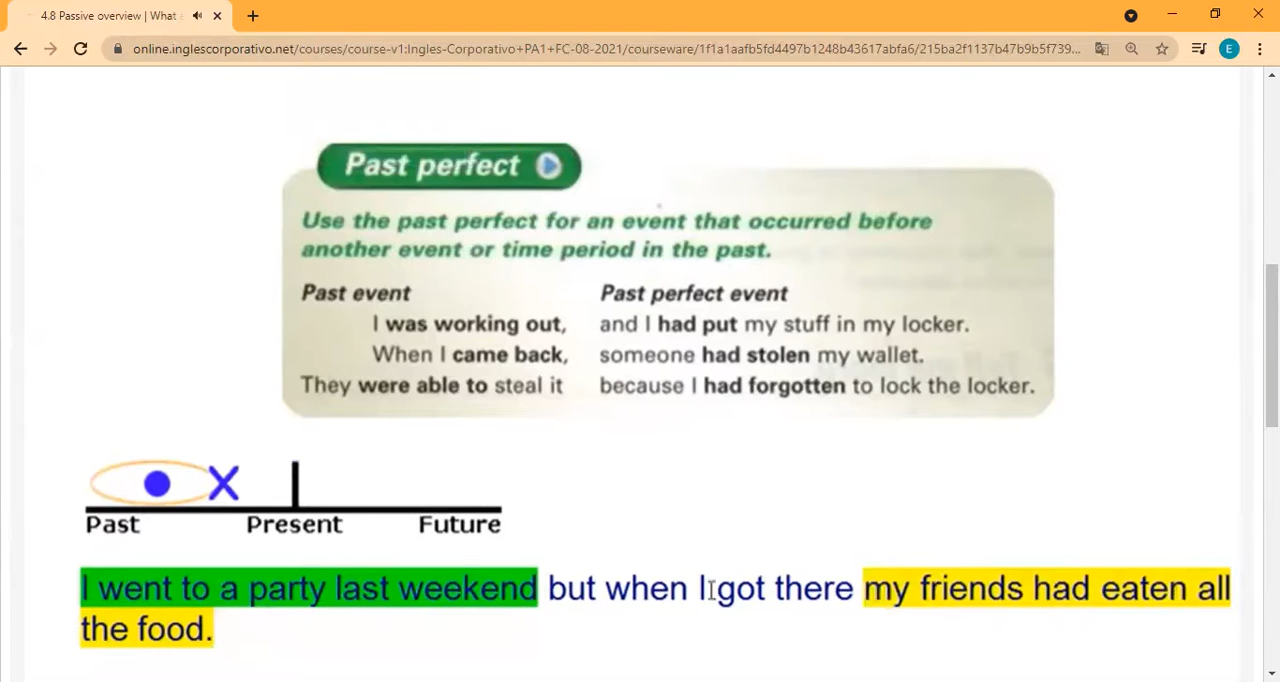 4.8 Passive overview | What
online.inglescorporativo.net/courses/course-v1:Ingles-Corporativo+PA1+FC-08-2021/courseware/1f1a1aafb5fd4497b1248b43617abfa6/215ba2f1137b47b9b5f739...
E
Past perfect
Use the past perfect for an event that occurred before
another event or time period in the past.
Past event Past perfect event
I was working out, and I had put my stuff in my locker.
When I came back, someone had stolen my wallet.
They were able to steal it because I had forgotten to lock the locker.
Past Present Future
I went to a party last weekend but when I got there my friends had eaten all
the food.